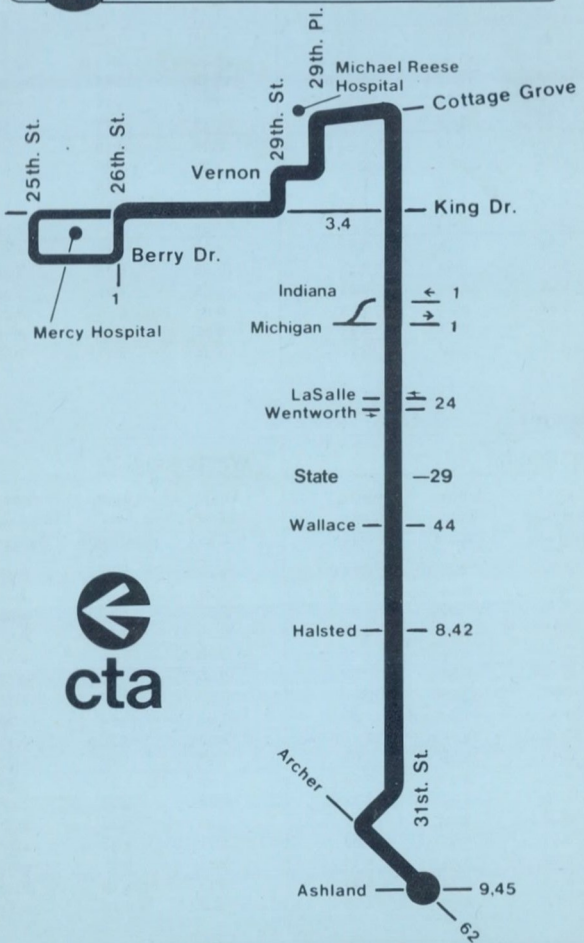 29th. Pl.
Michael Reese
Hospital
Cottage Grove
25th. St.
26th. St.
29th. St.
Vernon
King Dr.
3,4
Berry Dr.
1
Mercy Hospital
Indiana
← 1
Michigan
→
1
LaSalle
Wentworth
24
State
29
Wallace
44
Halsted
8,42
cta
Archer
31st. St.
Ashland
9,45
62